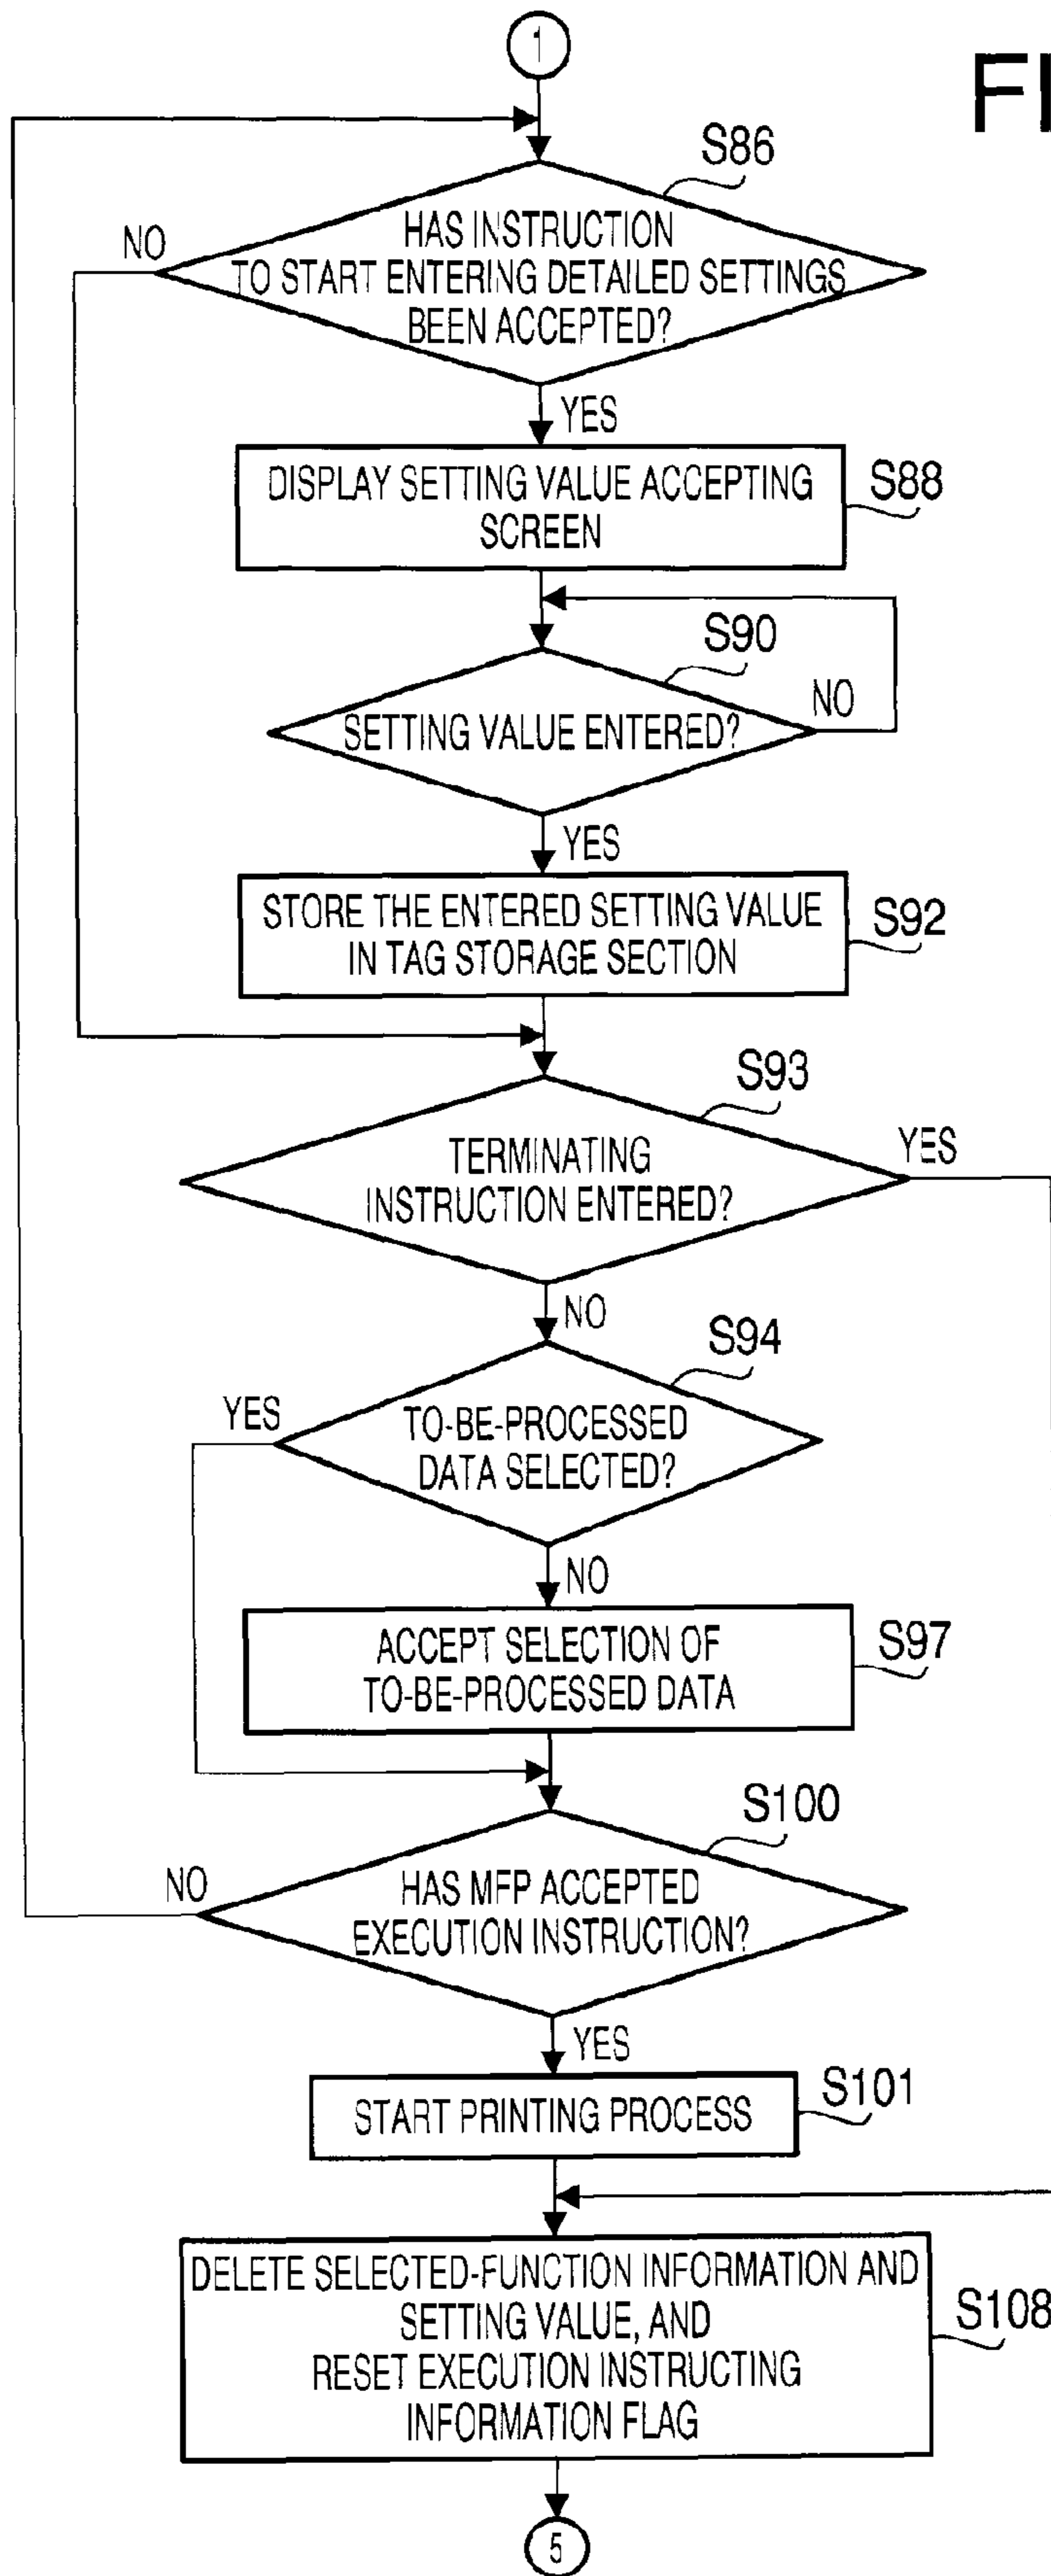 1
FI
S86
NO
HAS INSTRUCTION
TO START ENTERING DETAILED SETTINGS
BEEN ACCEPTED?
YES
DISPLAY SETTING VALUE ACCEPTING
SCREEN
S88
S90
NO
SETTING VALUE ENTERED?
YES
STORE THE ENTERED SETTING VALUE
IN TAG STORAGE SECTION
S92
S93
YES
TERMINATING
INSTRUCTION ENTERED?
NO
S94
YES
TO-BE-PROCESSED
DATA SELECTED?
NO
ACCEPT SELECTION OF
TO-BE-PROCESSED DATA
S97
S100
NO
HAS MFP ACCEPTED
EXECUTION INSTRUCTION?
YES
START PRINTING PROCESS
S101
DELETE SELECTED-FUNCTION INFORMATION AND
SETTING VALUE, AND
RESET EXECUTION INSTRUCTING
INFORMATION FLAG
S108
5